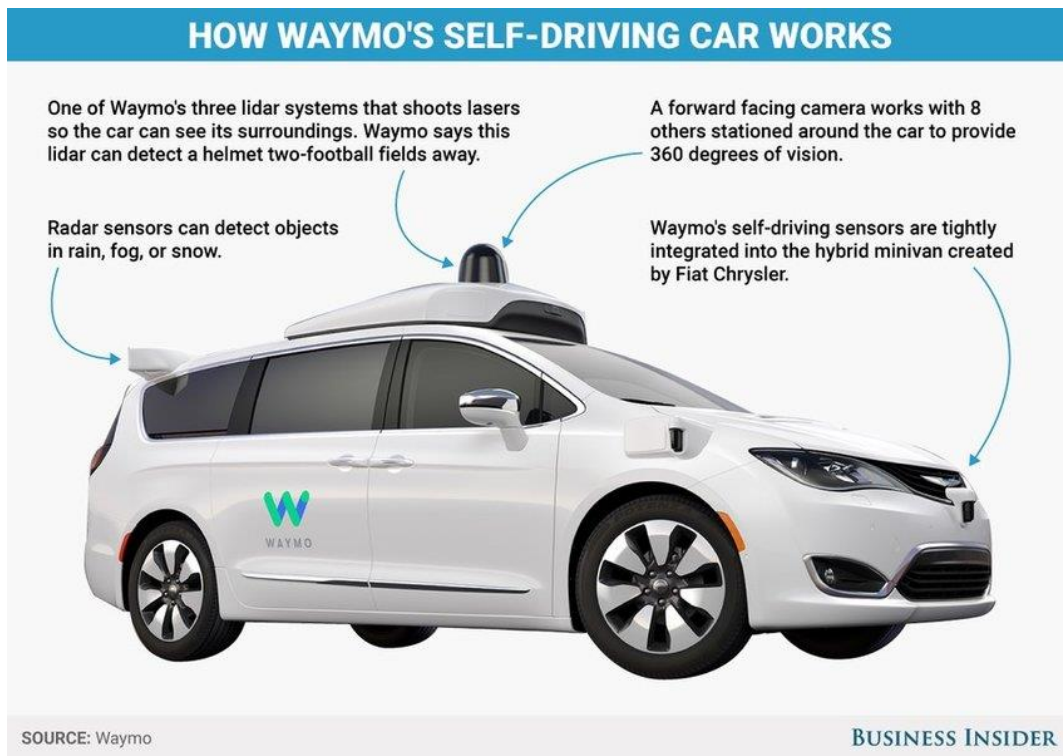 HOW WAYMO'S SELF-DRIVING CAR WORKS
One of Waymo's three lidar systems that shoots lasers
so the car can see its surroundings. Waymo says this
lidar can detect a helmet two-football fields away.
A forward facing camera works with 8
others stationed around the car to provide
360 degrees of vision.
Radar sensors can detect objects
in rain, fog, or snow.
Waymo's self-driving sensors are tightly
integrated into the hybrid minivan created
by Fiat Chrysler.
WAYMO
SOURCE: Waymo
BUSINESS INSIDER